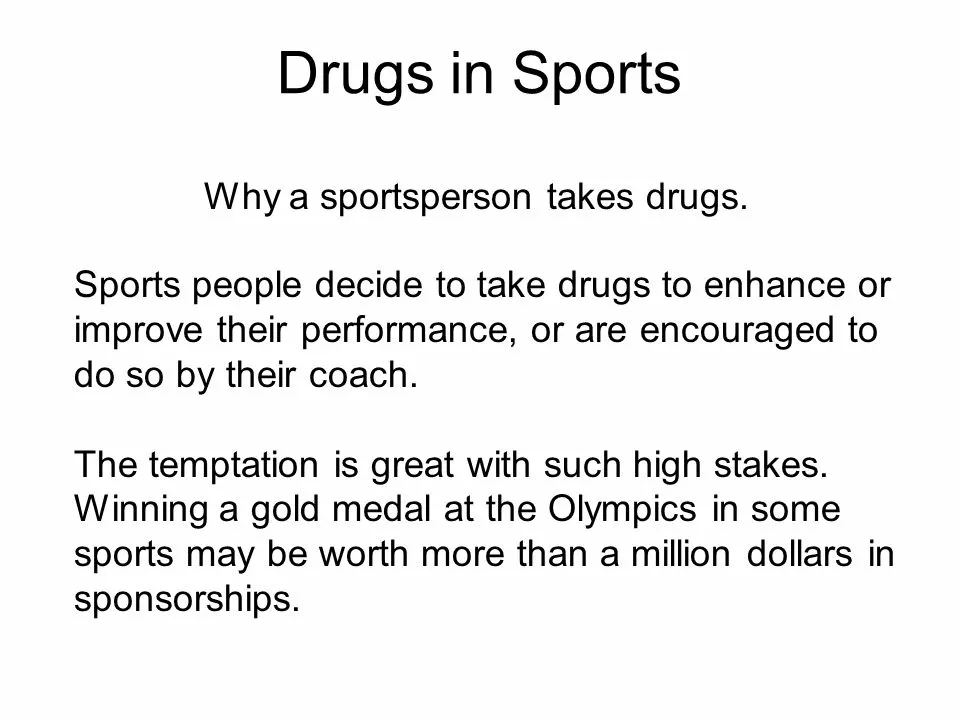 Drugs in Sports
Why a sportsperson takes drugs.
Sports people decide to take drugs to enhance or
improve their performance, or are encouraged to
do so by their coach.
The temptation is great with such high stakes.
Winning a gold medal at the Olympics in some
sports may be worth more than a million dollars in
sponsorships.